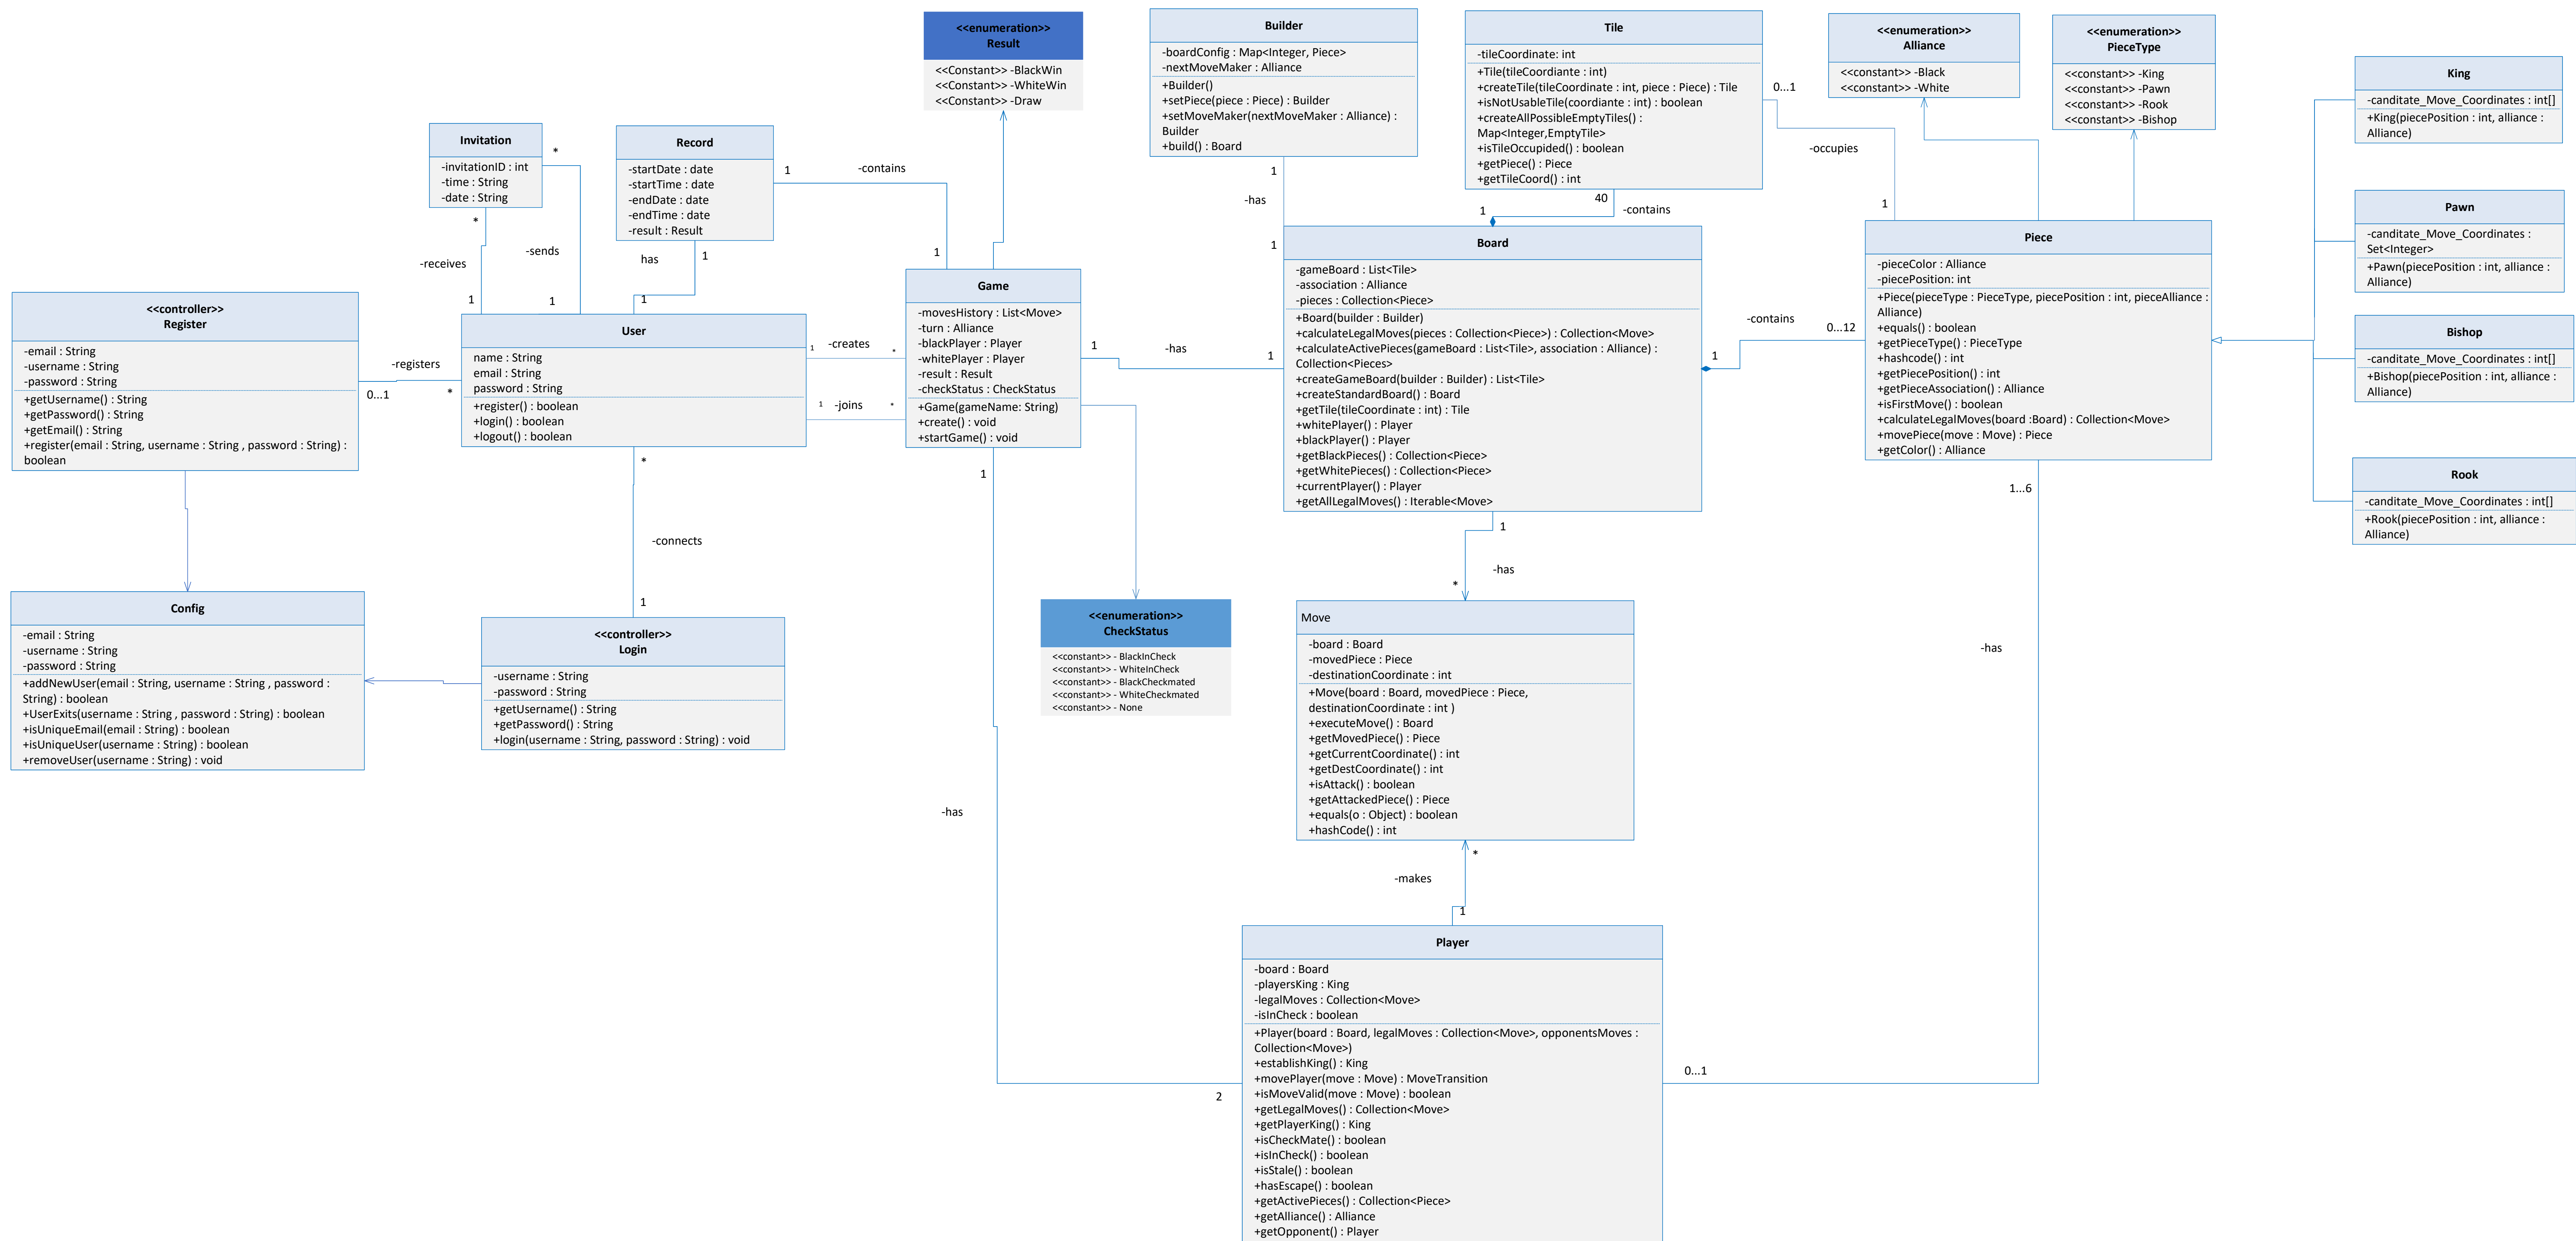 <<enumeration>>
Result
<<Constant>> -BlackWin
<<Constant>> -WhiteWin
<<Constant>> -Draw
Builder
-boardConfig : Map<Integer, Piece>
-nextMoveMaker : Alliance
+Builder()
+setPiece(piece : Piece) : Builder
+setMoveMaker(nextMoveMaker : Alliance) :
Builder
+build() : Board
Tile
-tileCoordinate: int
+Tile(tileCoordiante : int)
+createTile(tileCoordinate : int, piece : Piece) : Tile
+isNotUsableTile(coordiante : int) : boolean
+createAllPossibleEmptyTiles() :
Map<Integer,EmptyTile>
+isTileOccupided() : boolean
+getPiece() : Piece
+getTileCoord() : int
<<enumeration>>
Alliance
<<constant>> -Black
<<constant>> -White
<<enumeration>>
PieceType
<<constant>> -King
<<constant>> -Pawn
<<constant>> -Rook
<<constant>> -Bishop
King
-canditate_Move_Coordinates : int[]
+King(piecePosition : int, alliance :
Alliance)
Invitation
-invitationID : int
-time : String
-date : String
*
*
-sends
-receives
1
1
Record
-startDate : date
-startTime : date
-endDate : date
-endTime : date
-result : Result
1
-contains
1
has
1
1
1
-has
1
40
1
-contains
0...1
-occupies
1
Pawn
-canditate_Move_Coordinates :
Set<Integer>
+Pawn(piecePosition : int, alliance :
Alliance)
Bishop
-canditate_Move_Coordinates : int[]
+Bishop(piecePosition : int, alliance :
Alliance)
Rook
-canditate_Move_Coordinates : int[]
+Rook(piecePosition : int, alliance :
Alliance)
<<controller>>
Register
-email : String
-username : String
-password : String
+getUsername() : String
+getPassword() : String
+getEmail() : String
+register(email : String, username : String , password : String) :
boolean
-registers
0...1
*
User
name : String
email : String
password : String
+register() : boolean
+login() : boolean
+logout() : boolean
1
-creates
*
1
-joins
*
Game
-movesHistory : List<Move>
-turn : Alliance
-blackPlayer : Player
-whitePlayer : Player
-result : Result
-checkStatus : CheckStatus
+Game(gameName: String)
+create() : void
+startGame() : void
1
-has
1
Board
-gameBoard : List<Tile>
-association : Alliance
-pieces : Collection<Piece>
+Board(builder : Builder)
+calculateLegalMoves(pieces : Collection<Piece>) : Collection<Move>
+calculateActivePieces(gameBoard : List<Tile>, association : Alliance) :
Collection<Pieces>
+createGameBoard(builder : Builder) : List<Tile>
+createStandardBoard() : Board
+getTile(tileCoordinate : int) : Tile
+whitePlayer() : Player
+blackPlayer() : Player
+getBlackPieces() : Collection<Piece>
+getWhitePieces() : Collection<Piece>
+currentPlayer() : Player
+getAllLegalMoves() : Iterable<Move>
-contains
0...12
1
Piece
-pieceColor : Alliance
-piecePosition: int
+Piece(pieceType : PieceType, piecePosition : int, pieceAlliance :
Alliance)
+equals() : boolean
+getPieceType() : PieceType
+hashcode() : int
+getPiecePosition() : int
+getPieceAssociation() : Alliance
+isFirstMove() : boolean
+calculateLegalMoves(board :Board) : Collection<Move>
+movePiece(move : Move) : Piece
+getColor() : Alliance
1...6
-has
0...1
*
-connects
1
1
-has
2
1
-has
*
Config
-email : String
-username : String
-password : String
+addNewUser(email : String, username : String , password :
String) : boolean
+UserExits(username : String , password : String) : boolean
+isUniqueEmail(email : String) : boolean
+isUniqueUser(username : String) : boolean
+removeUser(username : String) : void
<<controller>>
Login
-username : String
-password : String
+getUsername() : String
+getPassword() : String
+login(username : String, password : String) : void
<<enumeration>>
CheckStatus
<<constant>> - BlackInCheck
<<constant>> - WhiteInCheck
<<constant>> - BlackCheckmated
<<constant>> - WhiteCheckmated
<<constant>> - None
Move
-board : Board
-movedPiece : Piece
-destinationCoordinate : int
+Move(board : Board, movedPiece : Piece,
destinationCoordinate : int )
+executeMove() : Board
+getMovedPiece() : Piece
+getCurrentCoordinate() : int
+getDestCoordinate() : int
+isAttack() : boolean
+getAttackedPiece() : Piece
+equals(o : Object) : boolean
+hashCode() : int
*
-makes
1
Player
-board : Board
-playersKing : King
-legalMoves : Collection<Move>
-isInCheck : boolean
+Player(board : Board, legalMoves : Collection<Move>, opponentsMoves :
Collection<Move>)
+establishKing() : King
+movePlayer(move : Move) : MoveTransition
+isMoveValid(move : Move) : boolean
+getLegalMoves() : Collection<Move>
+getPlayerKing() : King
+isCheckMate() : boolean
+isInCheck() : boolean
+isStale() : boolean
+hasEscape() : boolean
+getActivePieces() : Collection<Piece>
+getAlliance() : Alliance
+getOpponent() : Player